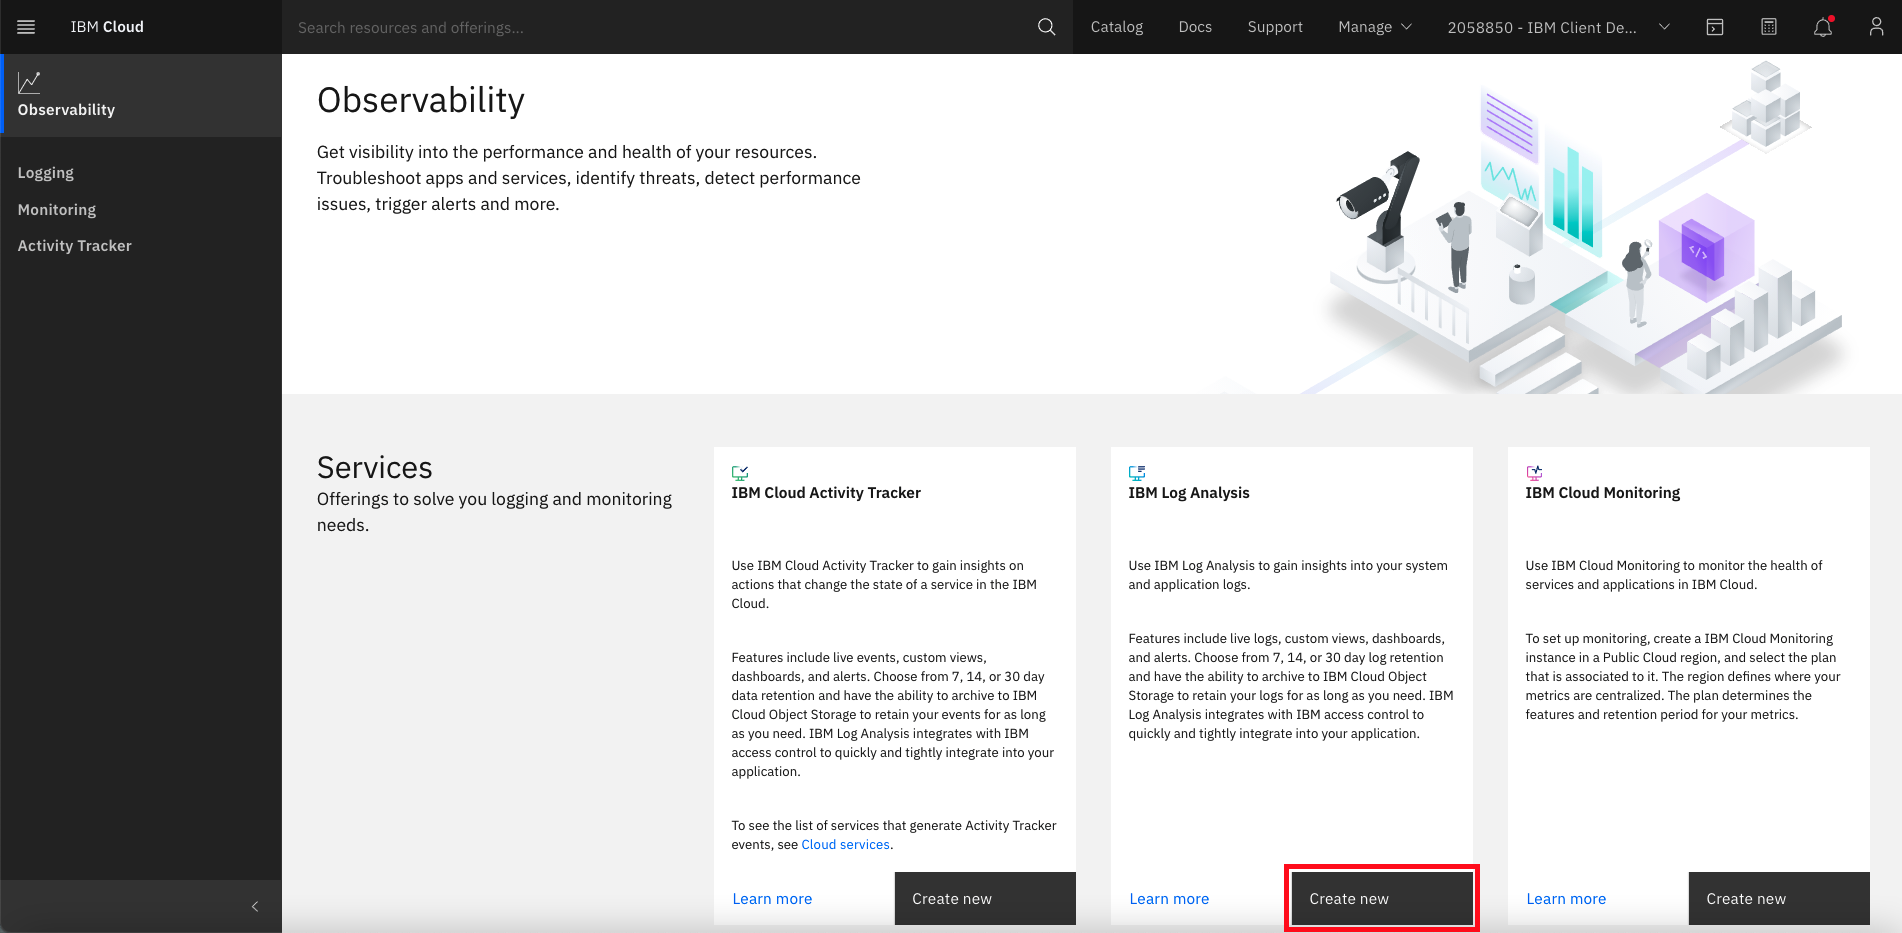 IBM Cloud
Search resources and offerings...
Catalog
Docs
Support
Manage
2058850 - IBM Client De...
Observability
Logging
Monitoring
Activity Tracker
Observability
Get visibility into the performance and health of your resources.
Troubleshoot apps and services, identify threats, detect performance
issues, trigger alerts and more.
</>
Services
Offerings to solve you logging and monitoring
needs.
IBM Cloud Activity Tracker
Use IBM Cloud Activity Tracker to gain insights on
actions that change the state of a service in the IBM
Cloud.
Features include live events, custom views,
dashboards, and alerts. Choose from 7, 14, or 30 day
data retention and have the ability to archive to IBM
Cloud Object Storage to retain your events for as long
as you need. IBM Log Analysis integrates with IBM
access control to quickly and tightly integrate into your
application.
To see the list of services that generate Activity Tracker
events, see Cloud services.
Learn more
Create new
IBM Log Analysis
Use IBM Log Analysis to gain insights into your system
and application logs.
Features include live logs, custom views, dashboards,
and alerts. Choose from 7, 14, or 30 day log retention
and have the ability to archive to IBM Cloud Object
Storage to retain your logs for as long as you need. IBM
Log Analysis integrates with IBM access control to
quickly and tightly integrate into your application.
Learn more
Create new
IBM Cloud Monitoring
Use IBM Cloud Monitoring to monitor the health of
services and applications in IBM Cloud.
To set up monitoring, create a IBM Cloud Monitoring
instance in a Public Cloud region, and select the plan
that is associated to it. The region defines where your
metrics are centralized. The plan determines the
features and retention period for your metrics.
Learn more
Create new